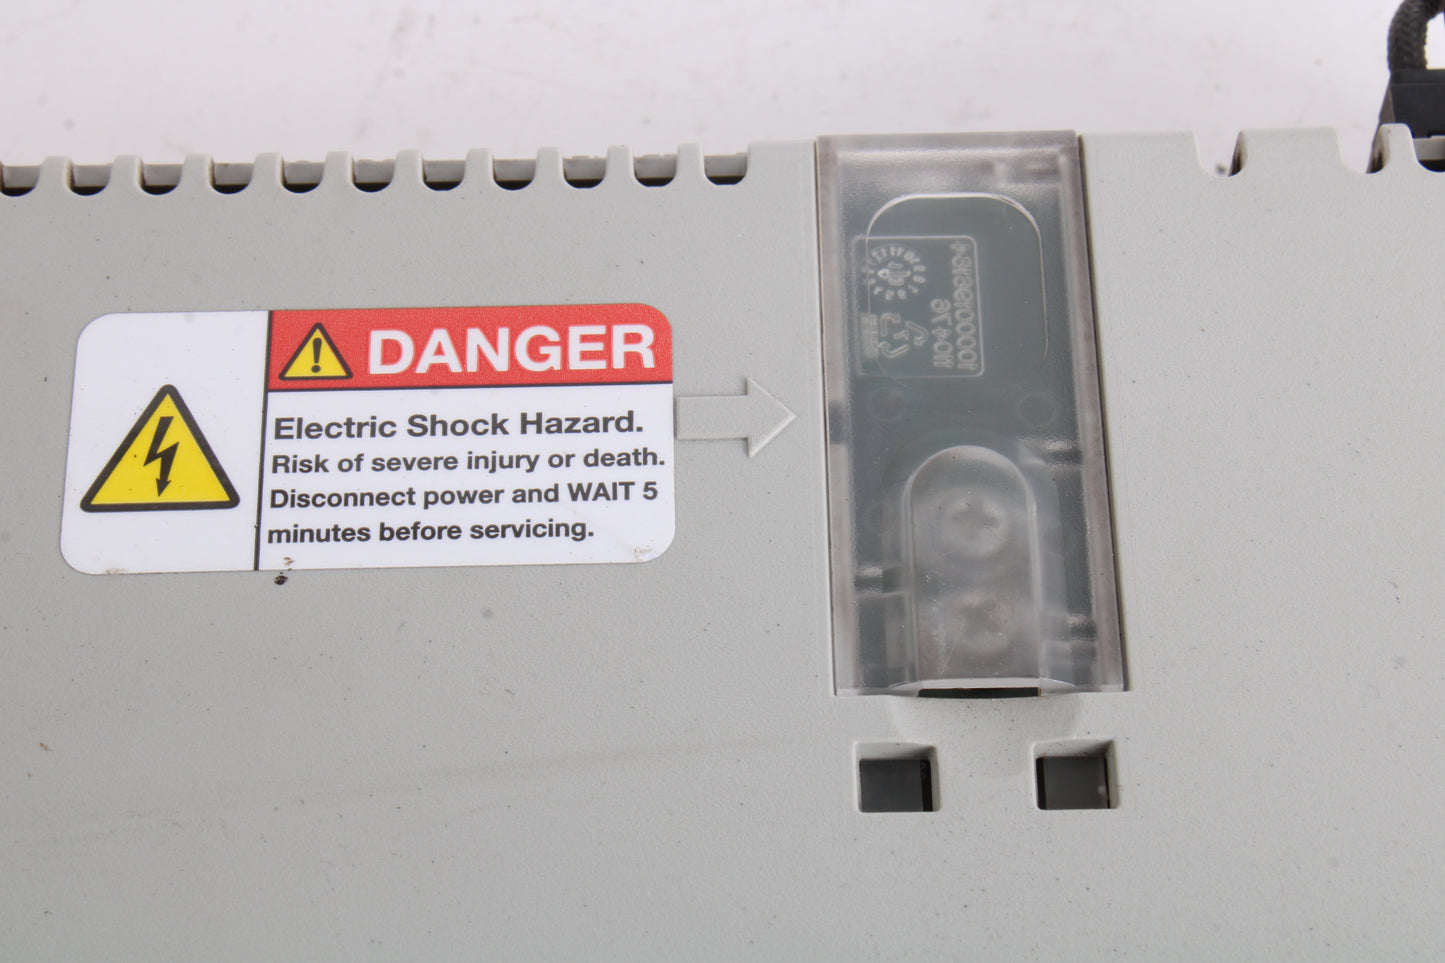 DANGER
Electric Shock Hazard.
Risk of severe injury or death.
Disconnect power and WAIT 5
minutes before servicing.